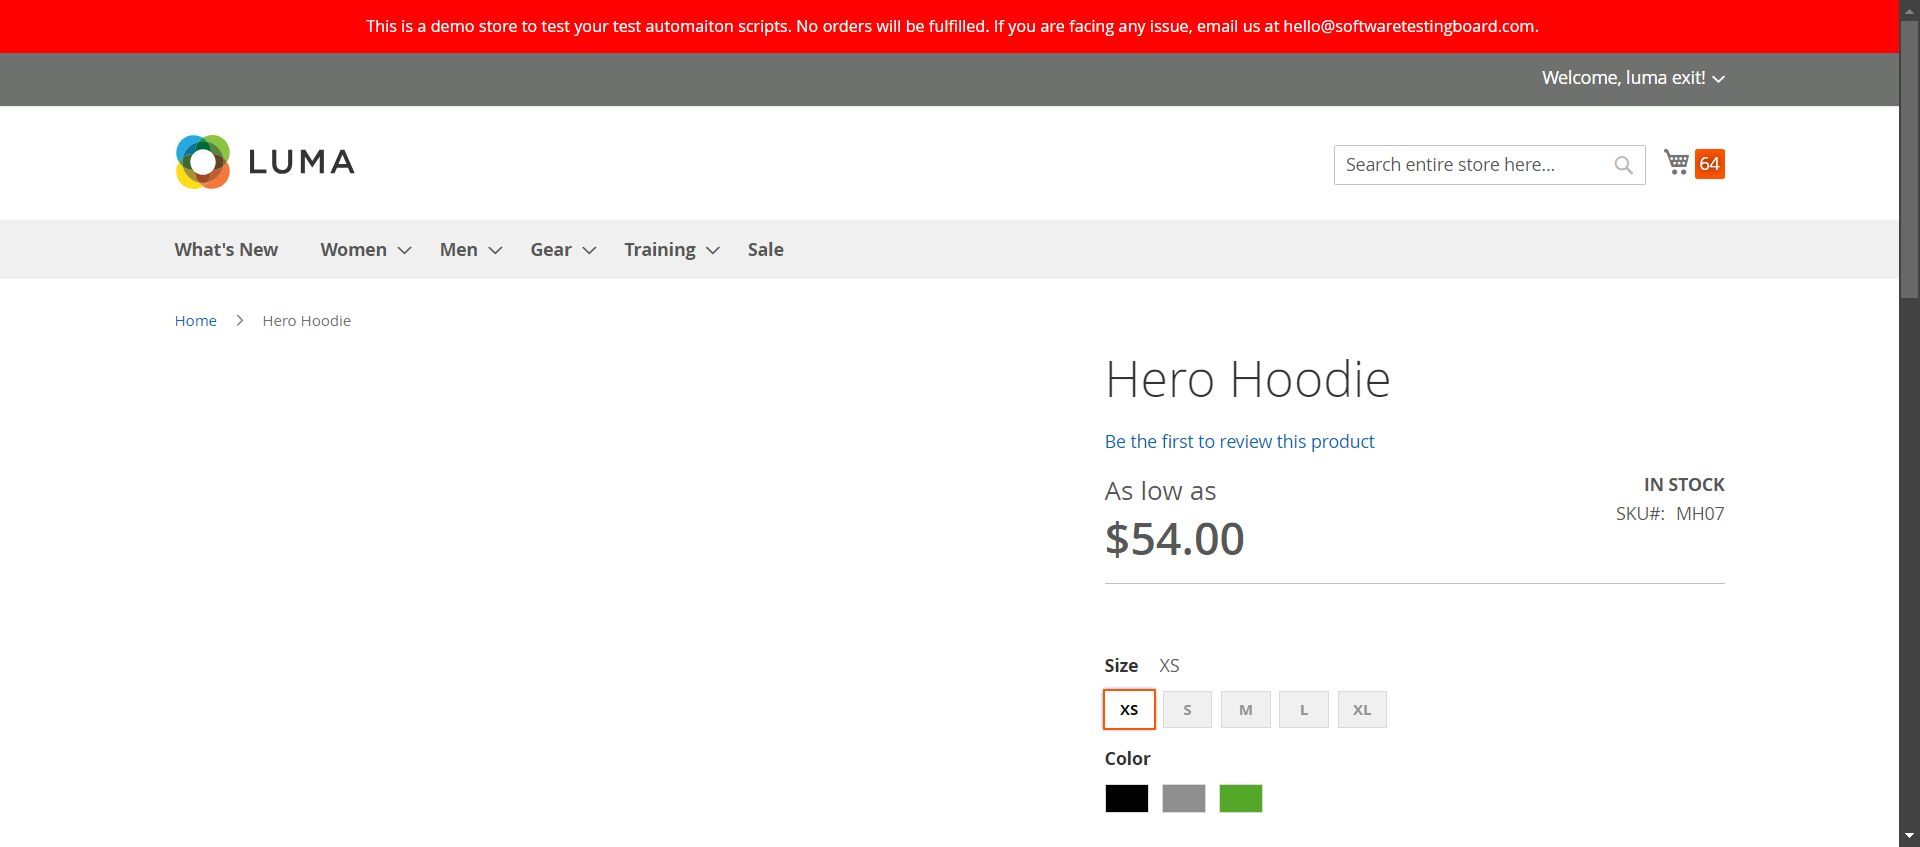 This is a demo store to test your test automaiton scripts. No orders will be fulfilled. If you are facing any issue, email us at hello@softwaretestingboard.com.
Welcome, luma exit!
LUMA
Search entire store here...
64
What's New Women Men Gear Training Sale
Home Hero Hoodie
Hero Hoodie
Be the first to review this product
As low as
$54.00
IN STOCK
SKU#: MH07
Size XS
XS S M L XL
Color